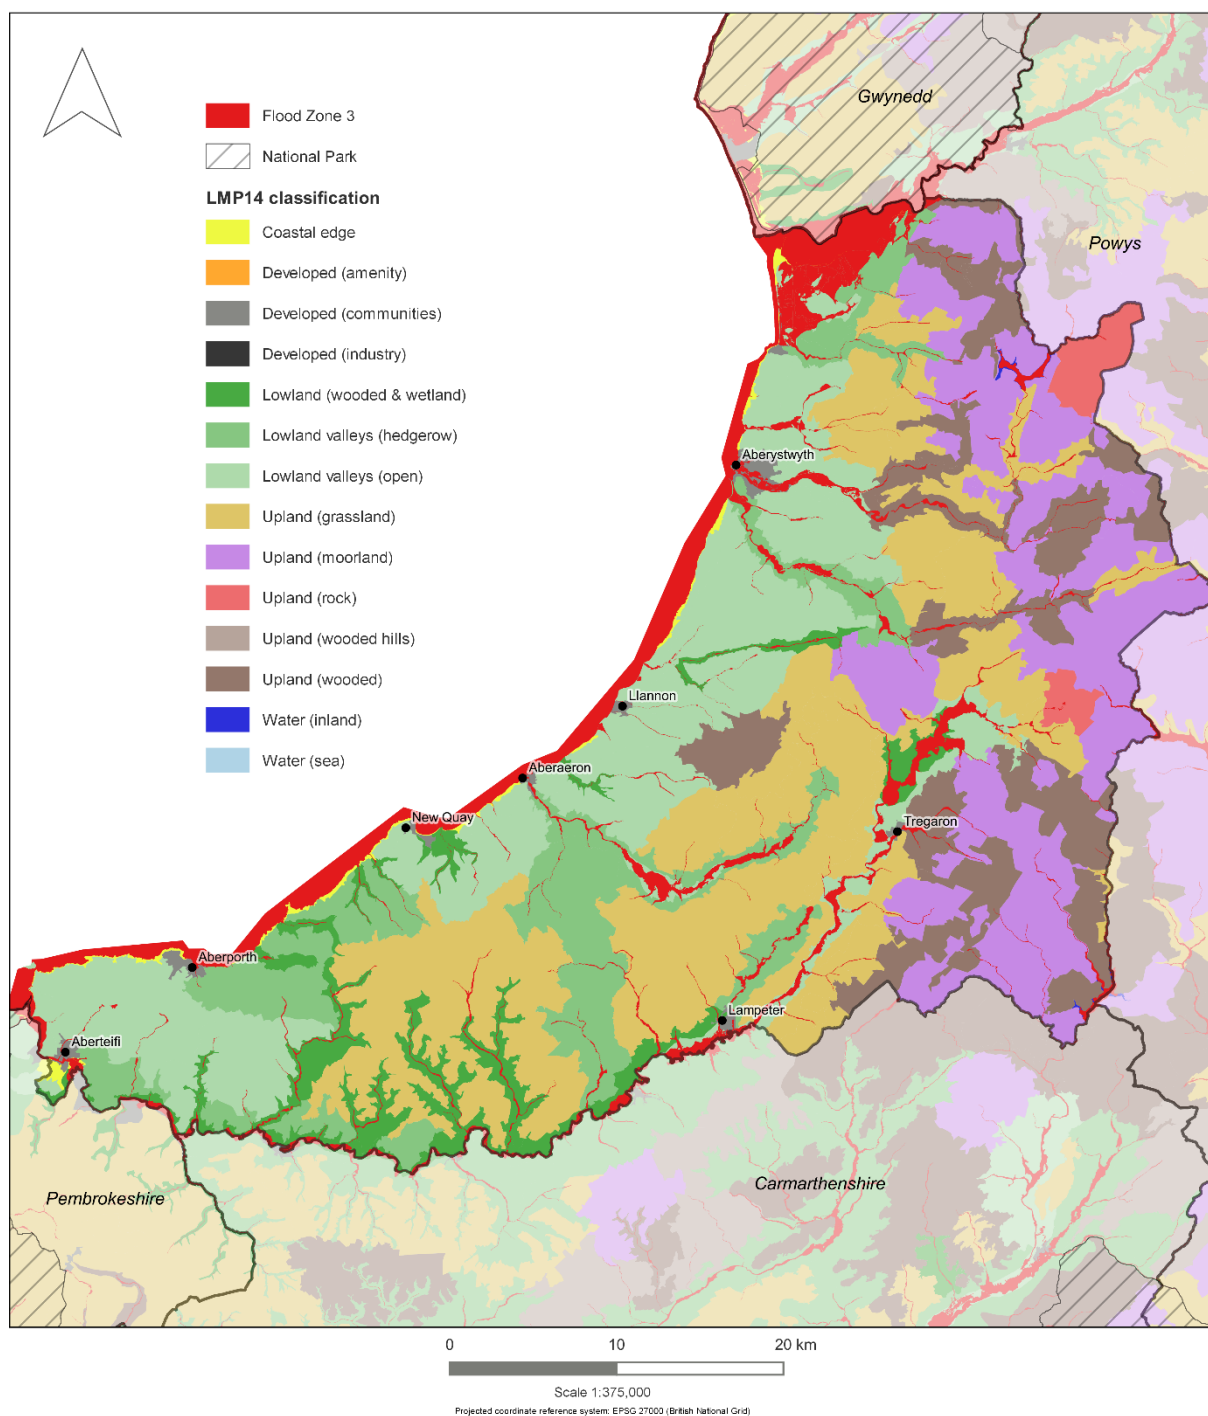 Gwynedd
Flood Zone 3
National Park
LMP14 classification
Coastal edge
Powys
Developed (amenity)
Developed (communities)
Developed (industry)
Lowland (wooded & wetland)
Lowland valleys (hedgerow)
Aberystwyth
Lowland valleys (open)
Upland (grassland)
Upland (moorland)
Upland (rock)
Upland (wooded hills)
Upland (wooded)
Llannon
Water (inland)
Water (sea)
Aberaeron
New Quay
Tregaron
Aberporth
Lampeter
Aberteifi
Carmarthenshire
Pembrokeshire
0 10 20 km
Scale 1:375,000
Projected coordinate reference system: EPSG 27000 (British National Grid)